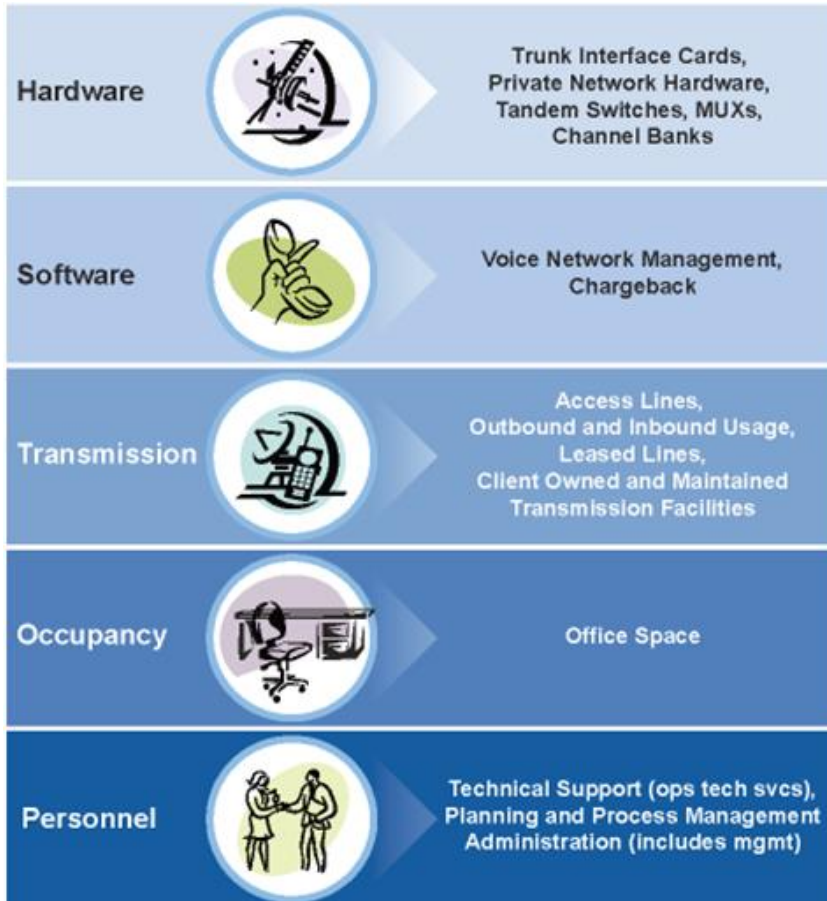 Hardware
Trunk Interface Cards,
Private Network Hardware,
Tandem Switches, MUXs,
Channel Banks
Software
Voice Network Management,
Chargeback
Transmission
Access Lines,
Outbound and Inbound Usage,
Leased Lines,
Client Owned and Maintained
Transmission Facilities
Occupancy
Office Space
Personnel
Technical Support (ops tech svcs),
Planning and Process Management
Administration (includes mgmt)